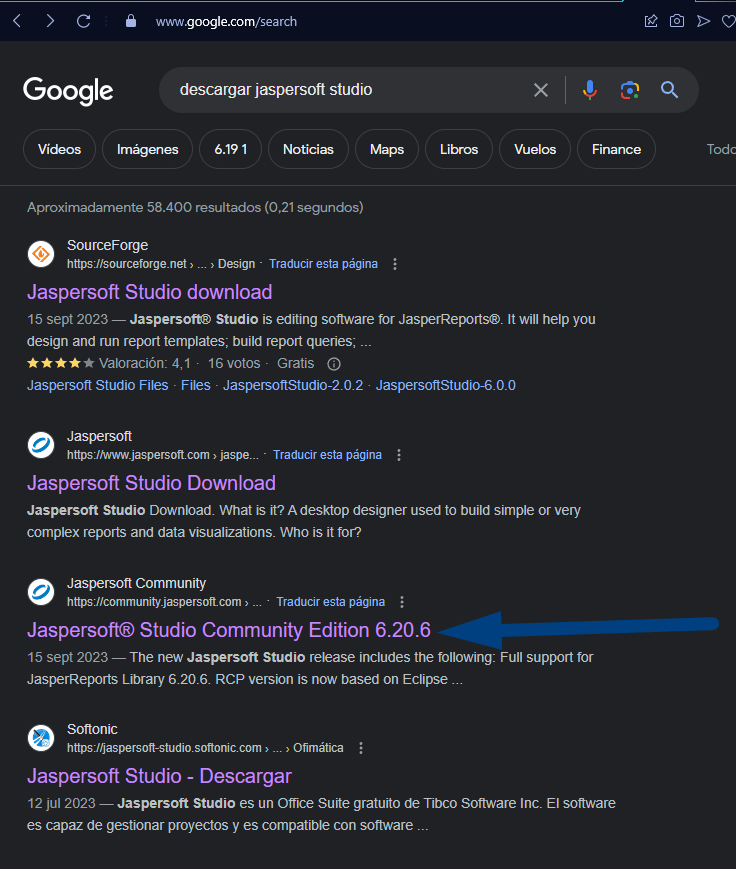 www.google.com/search
Google
descargar jaspersoft studio
Vídeos
Imágenes
6.19 1
Noticias
Maps
Libros
Vuelos
Finance
Todo
Aproximadamente 58.400 resultados (0,21 segundos)
SourceForge
https://sourceforge.net › ... › Design · Traducir esta página
Jaspersoft Studio download
15 sept 2023 — Jaspersoft® Studio is editing software for JasperReports®. It will help you
design and run report templates; build report queries; ...
Valoración: 4,1 · 16 votos · Gratis
Jaspersoft Studio Files · Files · JaspersoftStudio-2.0.2 · JaspersoftStudio-6.0.0
Jaspersoft
https://www.jaspersoft.com › jaspe... · Traducir esta página
Jaspersoft Studio Download
Jaspersoft Studio Download. What is it? A desktop designer used to build simple or very
complex reports and data visualizations. Who is it for?
Jaspersoft Community
https://community.jaspersoft.com › ... · Traducir esta página
Jaspersoft® Studio Community Edition 6.20.6
15 sept 2023 — The new Jaspersoft Studio release includes the following: Full support for
JasperReports Library 6.20.6. RCP version is now based on Eclipse ...
Softonic
https://jaspersoft-studio.softonic.com › ... › Ofimática
Jaspersoft Studio - Descargar
12 jul 2023 — Jaspersoft Studio es un Office Suite gratuito de Tibco Software Inc. El software
es capaz de gestionar proyectos y es compatible con software ...